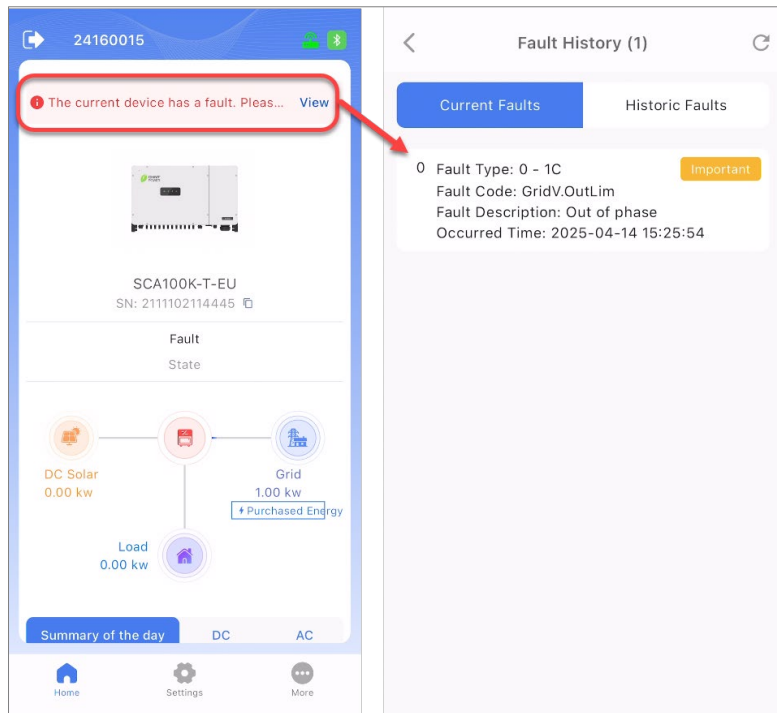 24160015
The current device has a fault. Pleas... View
SCA100K-T-EU
SN: 2111102114445
Fault
State
DC Solar
0.00 kw
Grid
1.00 kw
Purchased Energy
Load
0.00 kw
Summary of the day DC AC
Home Settings More
Fault History (1)
Current Faults Historic Faults
0 Fault Type: 0 - 1C Important
Fault Code: GridV.OutLim
Fault Description: Out of phase
Occurred Time: 2025-04-14 15:25:54